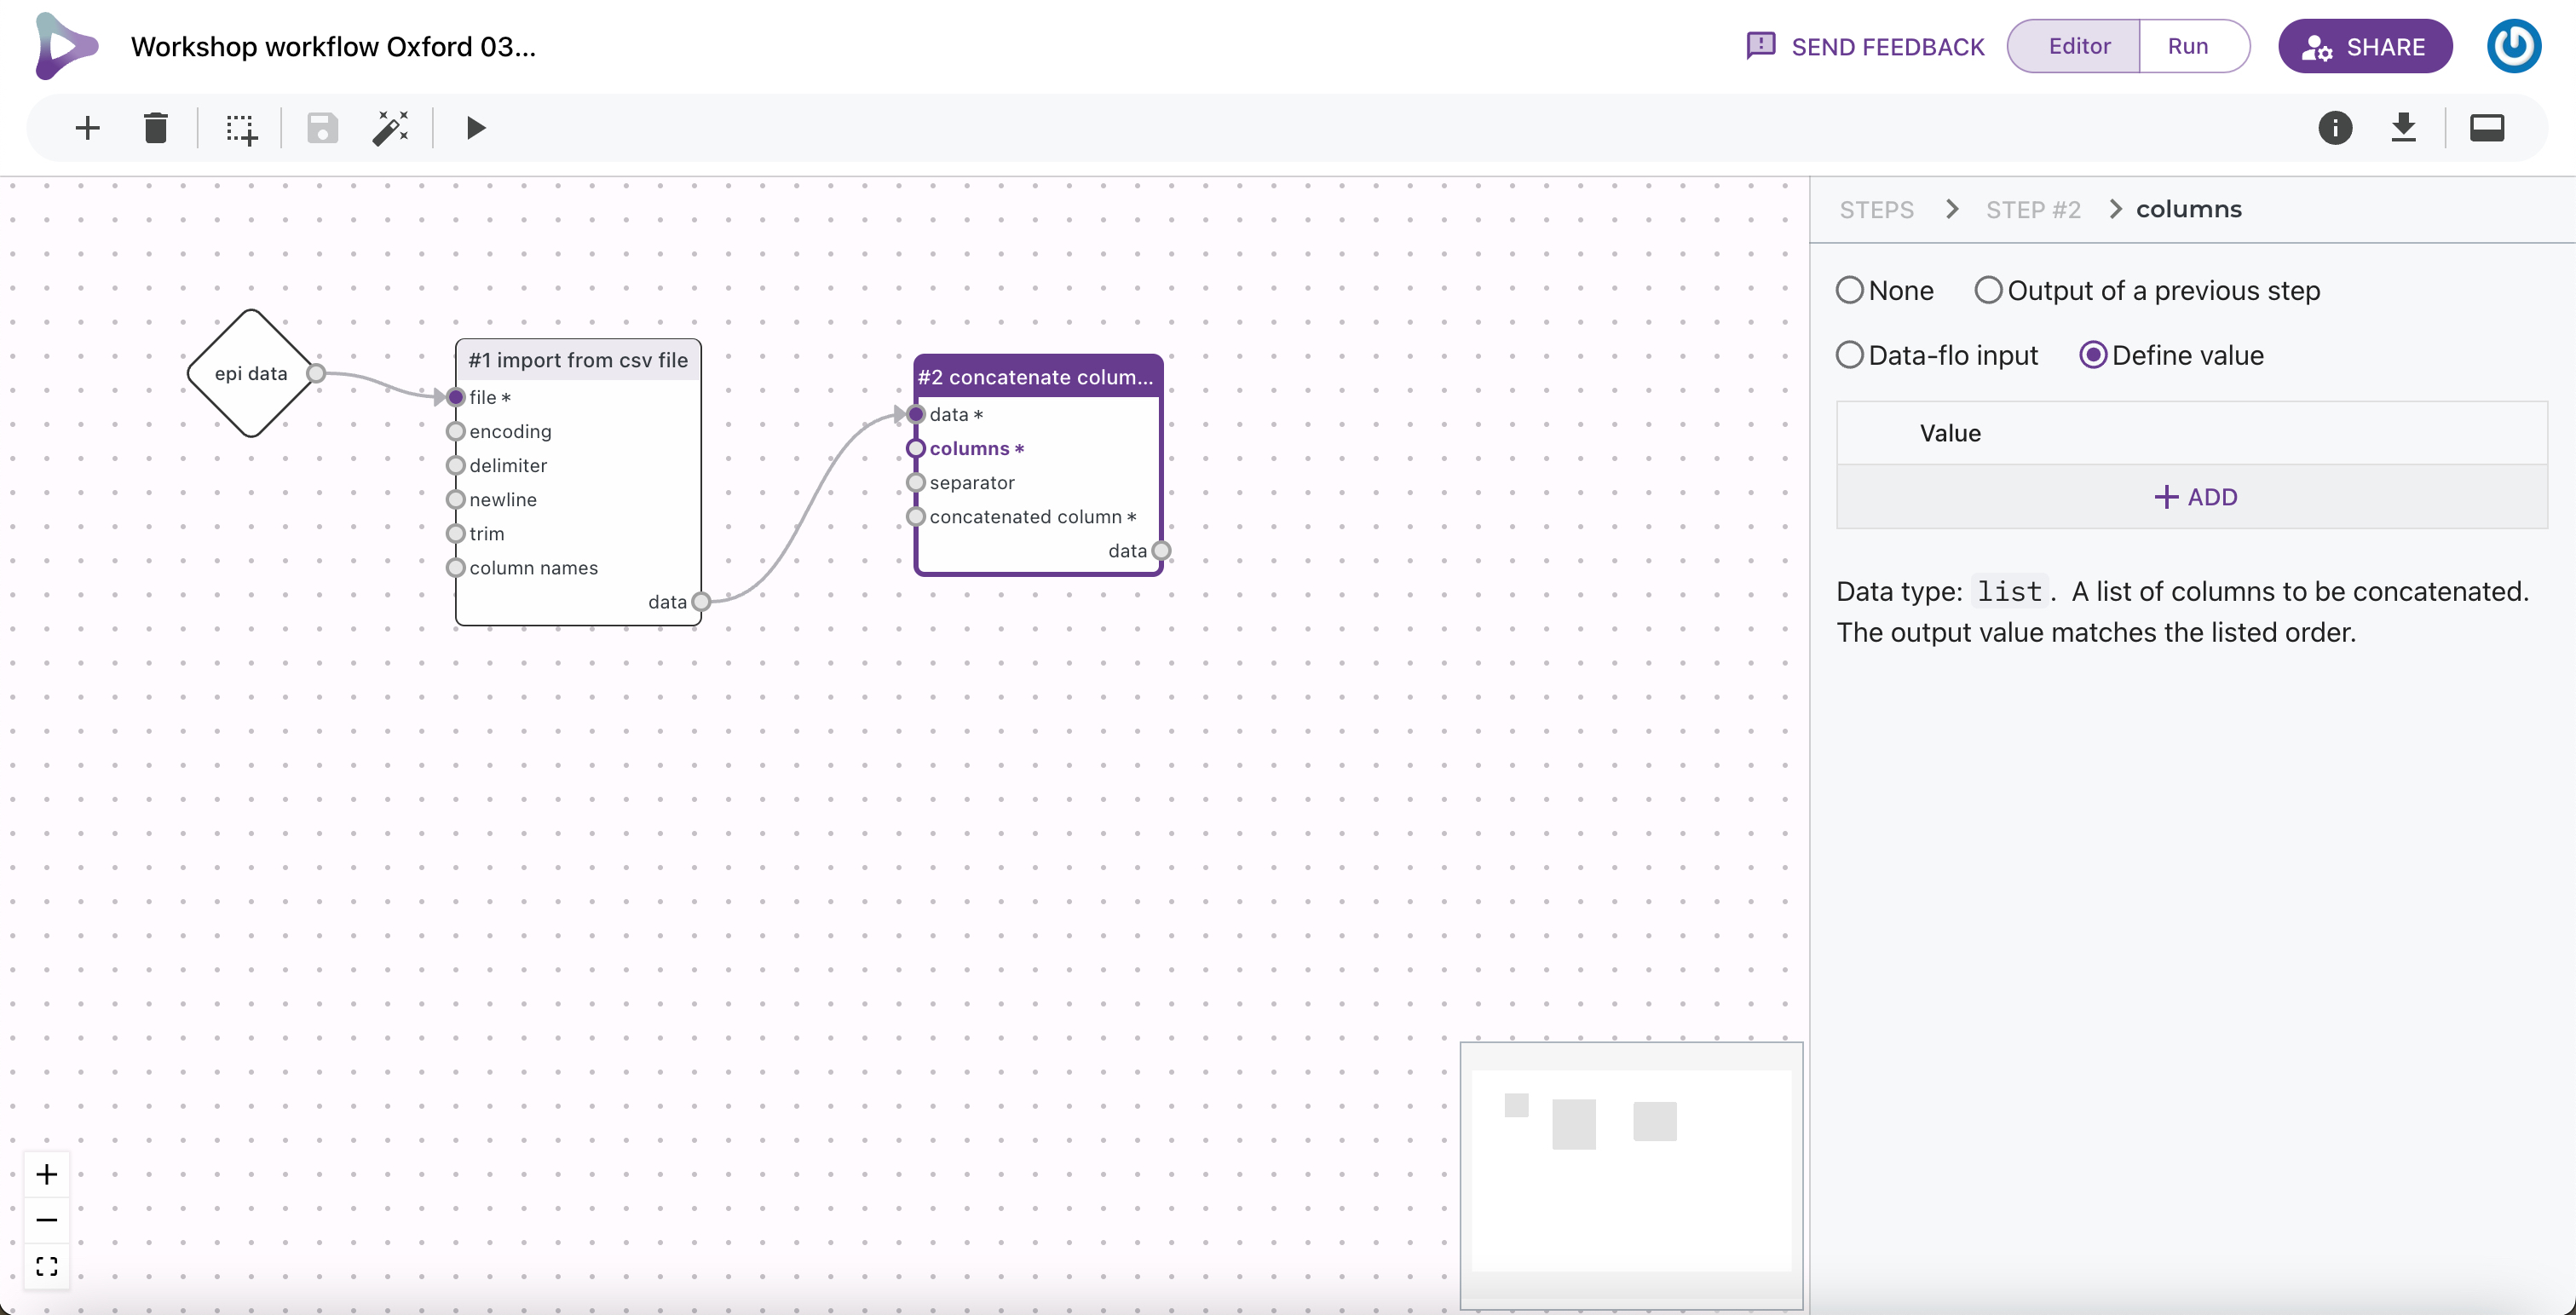 Workshop workflow Oxford 03...
SEND FEEDBACK
Editor
Run
SHARE
STEPS
STEP #2
columns
None
Output of a previous step
Data-flo input
Define value
Value
ADD
Data type: list. A list of columns to be concatenated.
The output value matches the listed order.
epi data
#1 import from csv file
file *
encoding
delimiter
newline
trim
column names
data
#2 concatenate colum...
data *
columns *
separator
concatenated column *
data